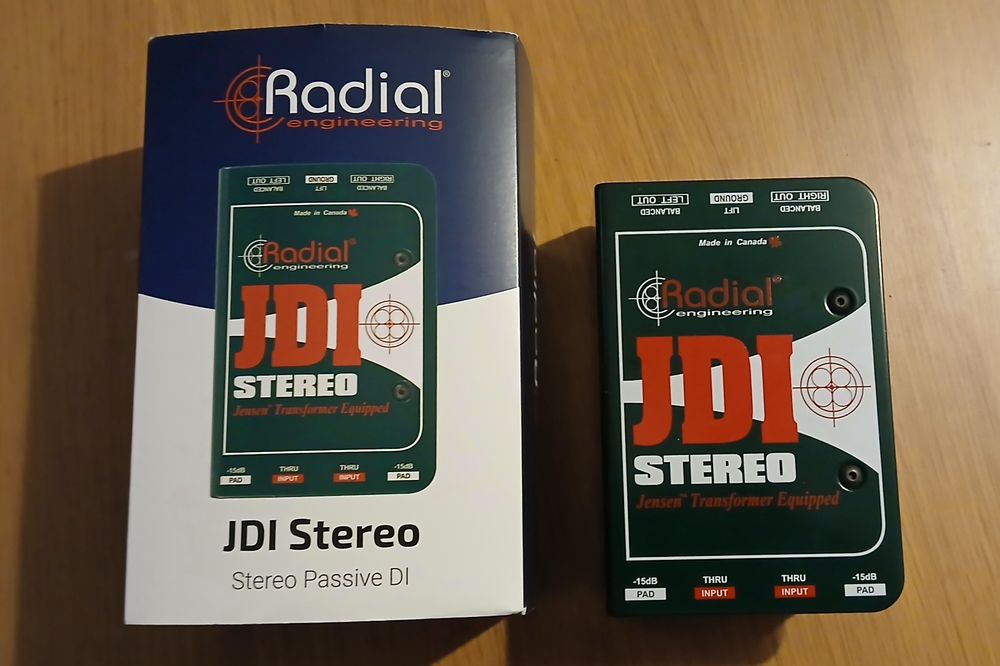 Radial®
engineering
BALANCED
LEFT OUT
LIFT
GROUND
BALANCED
RIGHT OUT
Made in Canada
Radial®
engineering
JDI
STEREO
Jensen™ Transformer Equipped
-15dB
PAD
THRU
INPUT
THRU
INPUT
-15dB
PAD
JDI Stereo
Stereo Passive DI
BALANCED
LEFT OUT
LIFT
GROUND
BALANCED
RIGHT OUT
Made in Canada
Radial®
engineering
JDI
STEREO
Jensen™ Transformer Equipped
-15dB
PAD
THRU
INPUT
THRU
INPUT
-15dB
PAD